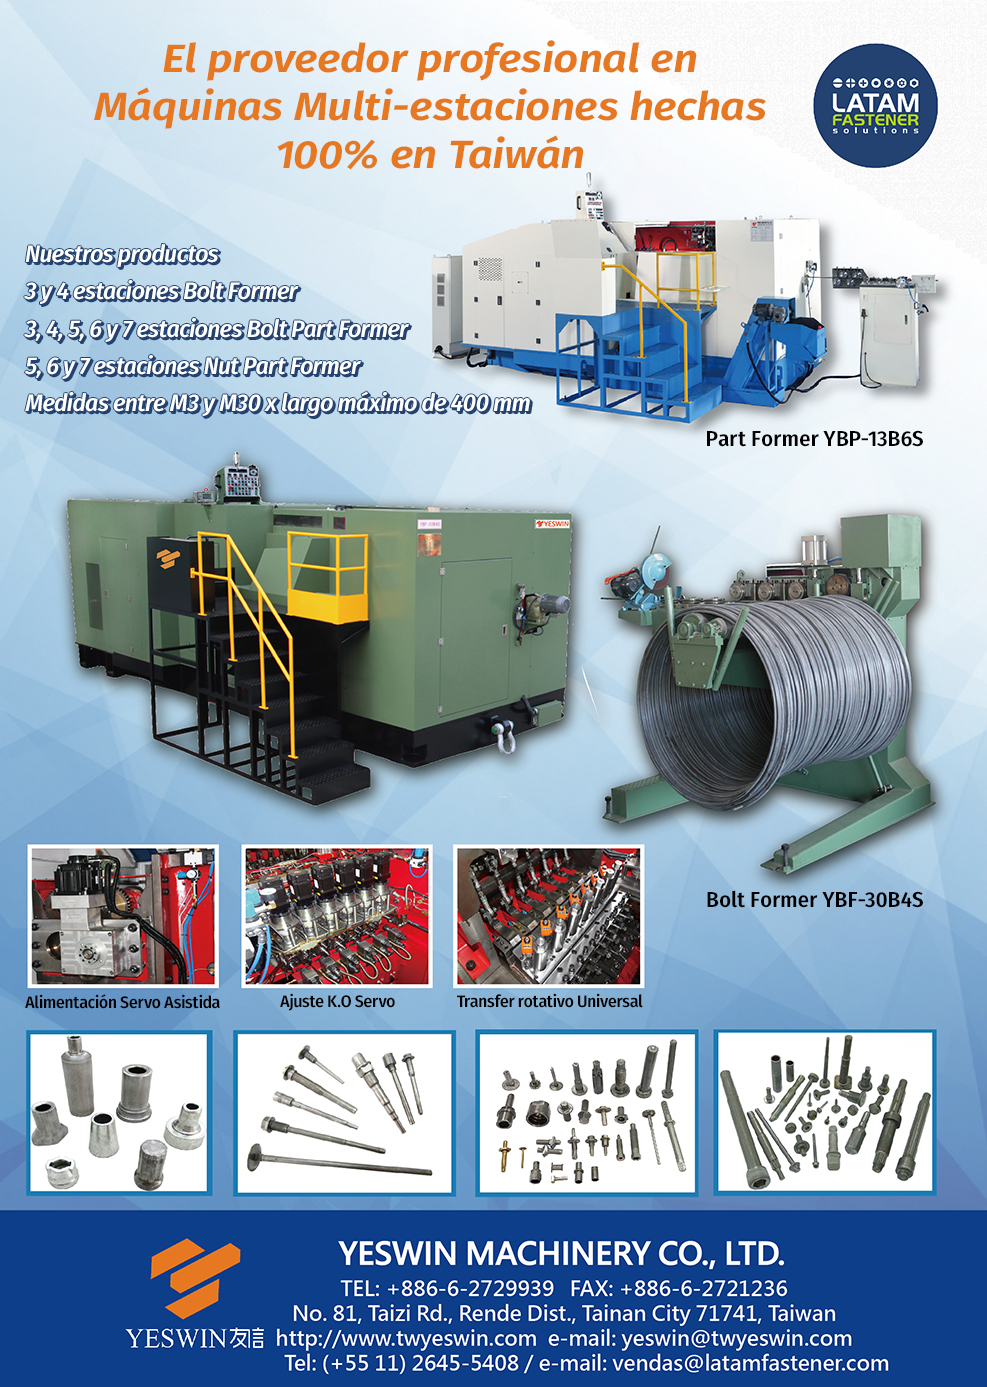 El proveedor profesional en
Máquinas Multi-estaciones hechas
100% en Taiwán
LATAM
FASTENER
solutions
Nuestros productos
3 y 4 estaciones Bolt Former
3, 4, 5, 6 y 7 estaciones Bolt Part Former
5, 6 y 7 estaciones Nut Part Former
Medidas entre M3 y M30 x largo máximo de 400 mm
Part Former YBP-13B6S
YESWIN
Bolt Former YBF-30B4S
Alimentación Servo Asistida
Ajuste K.O Servo
Transfer rotativo Universal
YESWIN MACHINERY CO., LTD.
TEL: +886-6-2729939 FAX: +886-6-2721236
No. 81, Taizi Rd., Rende Dist., Tainan City 71741, Taiwan
YESWIN友信
http://www.twyeswin.com e-mail: yeswin@twyeswin.com
Tel: (+55 11) 2645-5408 / e-mail: vendas@latamfastener.com